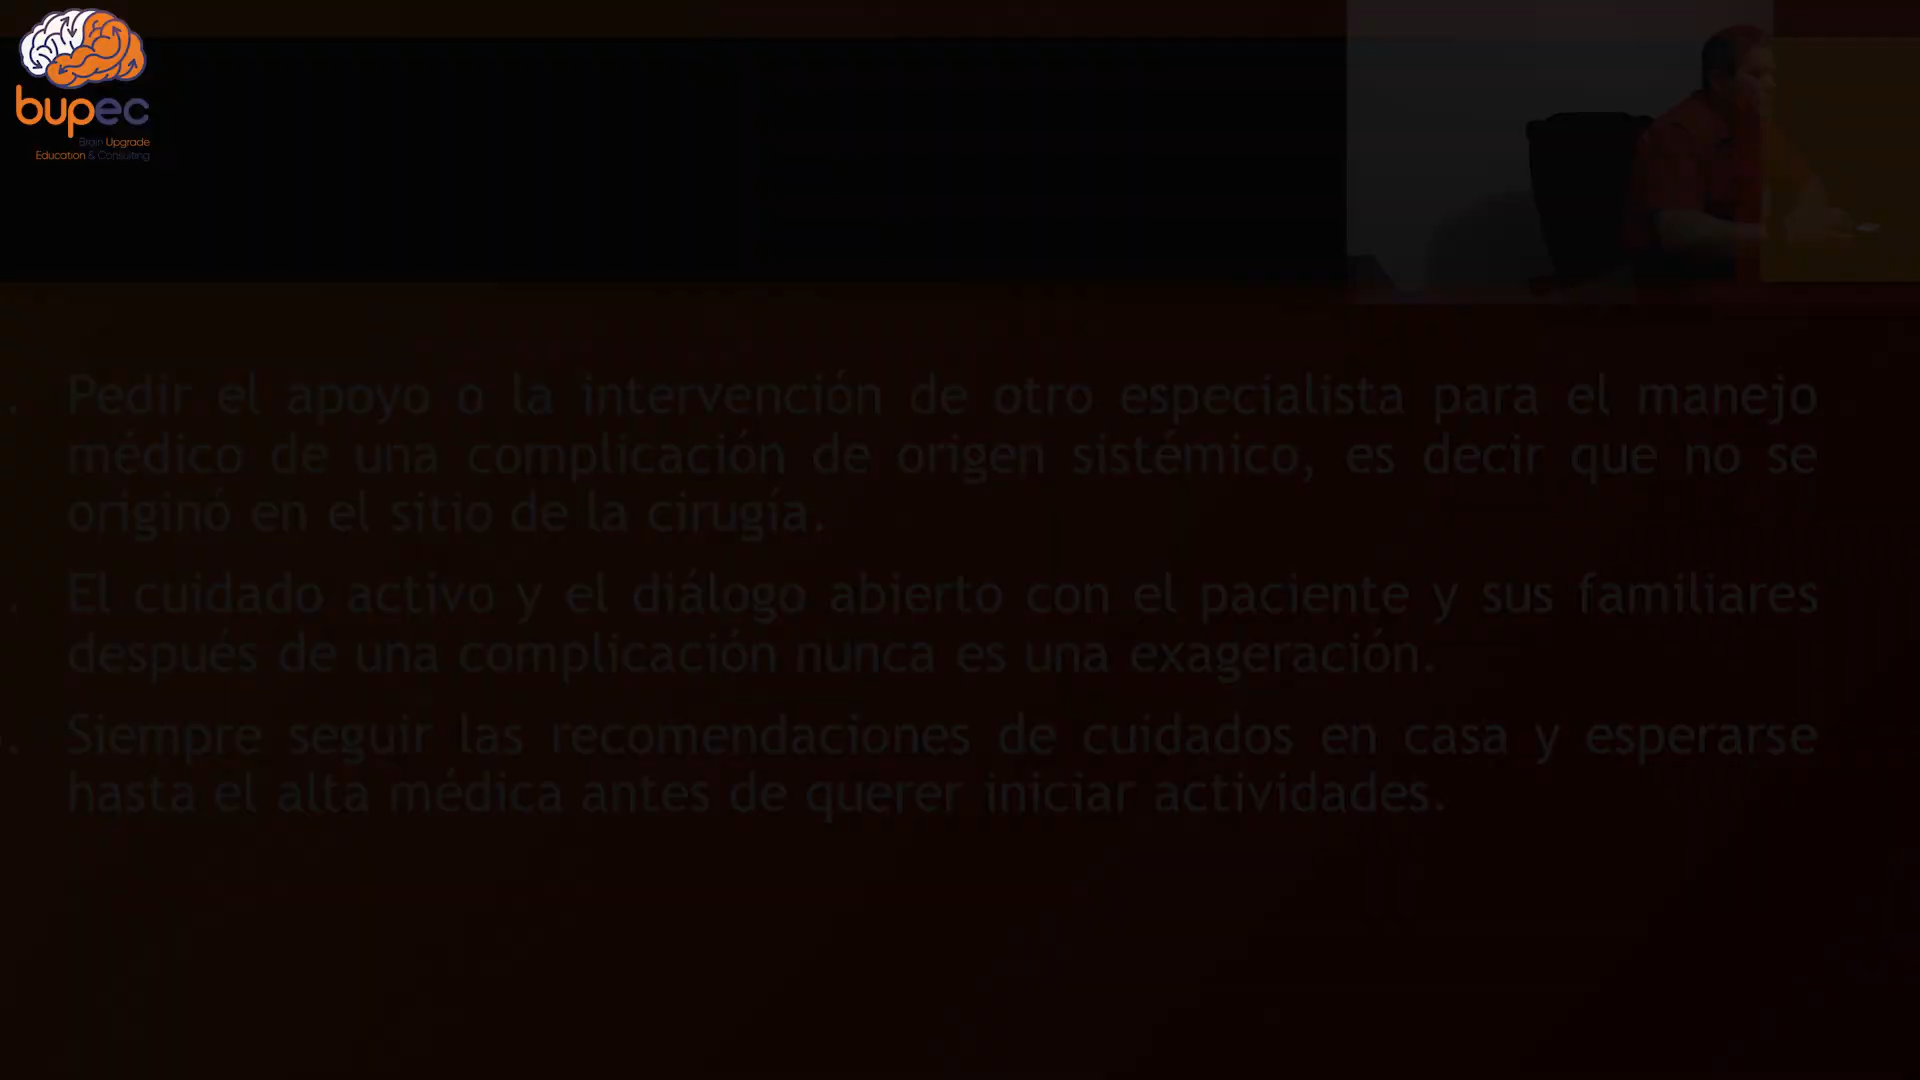 bupec
Brain Upgrade
Education & Consulting
Pedir el apoyo o la intervención de otro especialista para el manejo
médico de una complicación de origen sistémico, es decir que no se
originó en el sitio de la cirugía.
El cuidado activo y el diálogo abierto con el paciente y sus familiares
después de una complicación nunca es una exageración.
Siempre seguir las recomendaciones de cuidados en casa y esperarse
hasta el alta médica antes de querer iniciar actividades.